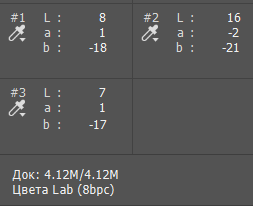 #1 L : 8
a : 1
b : -18
#2 L : 16
a : -2
b : -21
#3 L : 7
a : 1
b : -17
Док: 4.12M/4.12M
Цвета Lab (8bpc)